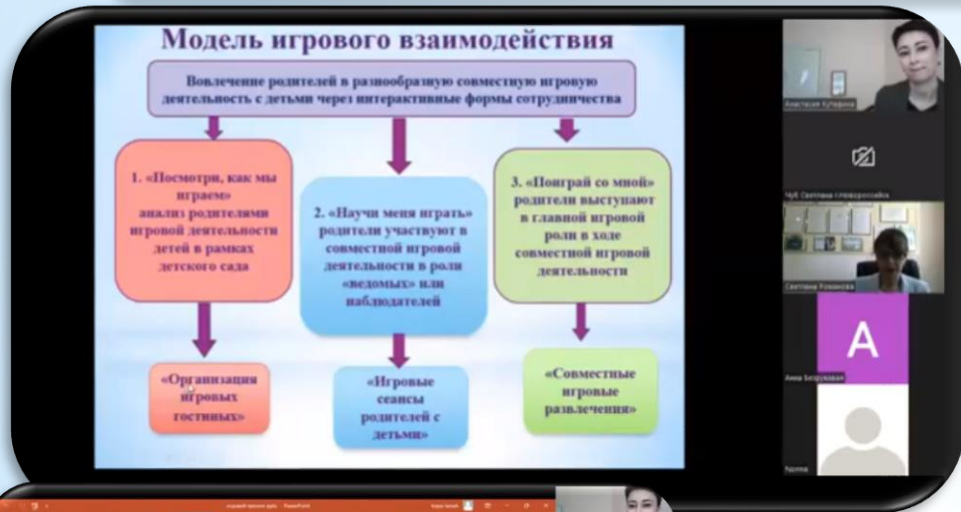 Модель игрового взаимодействия
Вовлечение родителей в разнообразную совместную игровую
деятельность с детьми через интерактивные формы сотрудничества
1. «Посмотри, как мы
играем»
анализ родителями
игровой деятельности
детей в рамках
детского сада
2. «Научи меня играть»
родители участвуют в
совместной игровой
деятельности в роли
«ведомых» или
наблюдателей
3. «Поиграй со мной»
родители выступают
в главной игровой
роли в ходе
совместной игровой
деятельности
«Организация
игровых
гостиных»
«Игровые
сеансы
родителей с
детьми»
«Совместные
игровые
развлечения»
Анастасия Кутафина
Чуб Светлана
Светлана Романова
А
Анна Безруковая